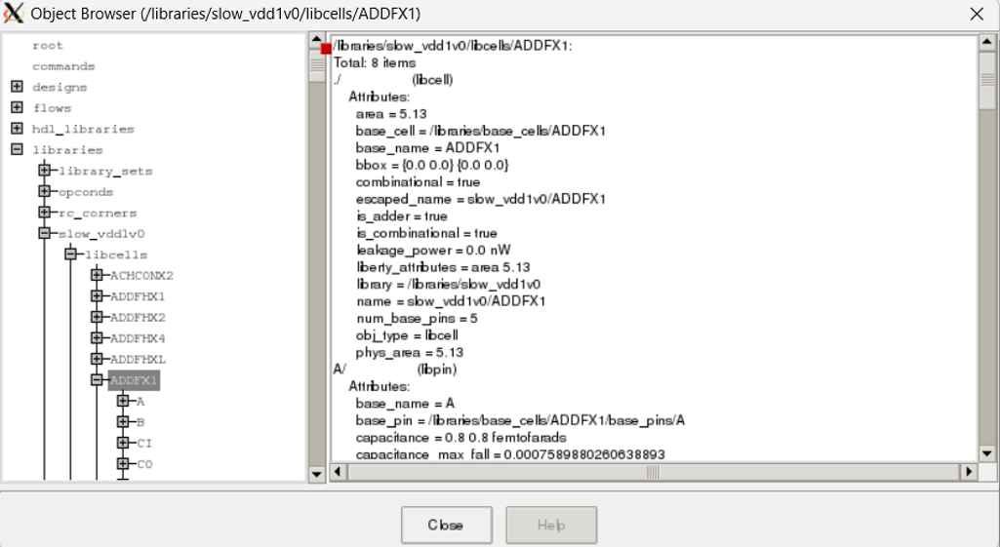 Object Browser (/libraries/slow_vdd1v0/libcells/ADDFX1)
root
commands
designs
flows
hdl_libraries
libraries
library_sets
opconds
rc_corners
slow_vdd1v0
libcells
ACHCONX2
ADDFHX1
ADDFHX2
ADDFHX4
ADDFHXL
ADDFX1
A
B
CI
CO
/libraries/slow_vdd1v0/libcells/ADDFX1:
Total: 8 items
./ (libcell)
Attributes:
area = 5.13
base_cell = /libraries/base_cells/ADDFX1
base_name = ADDFX1
bbox = {0.0 0.0} {0.0 0.0}
combinational = true
escaped_name = slow_vdd1v0/ADDFX1
is_adder = true
is_combinational = true
leakage_power = 0.0 nW
liberty_attributes = area 5.13
library = /libraries/slow_vdd1v0
name = slow_vdd1v0/ADDFX1
num_base_pins = 5
obj_type = libcell
phys_area = 5.13
A/ (libpin)
Attributes:
base_name = A
base_pin = /libraries/base_cells/ADDFX1/base_pins/A
capacitance = 0.8 0.8 femtofarads
capacitance_max_fall = 0.0007589880260638893
Close
Help